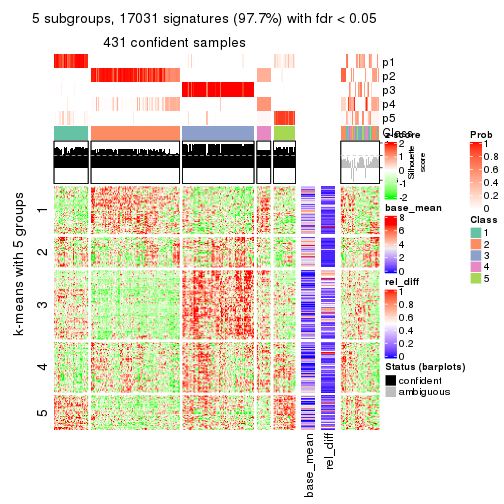 5 subgroups, 17031 signatures (97.7%) with fdr < 0.05
431 confident samples
p1
p2
p3
p4
p5
Class
Silhouette
score
z-score
2
1
0
-1
-2
base_mean
8
6
4
2
0
rel_diff
1
0.8
0.6
0.4
0.2
0
Status (barplots)
confident
ambiguous
Prob
1
0.8
0.6
0.4
0.2
0
Class
1
2
3
4
5
k-means with 5 groups
1
2
3
4
5
base_mean
rel_diff